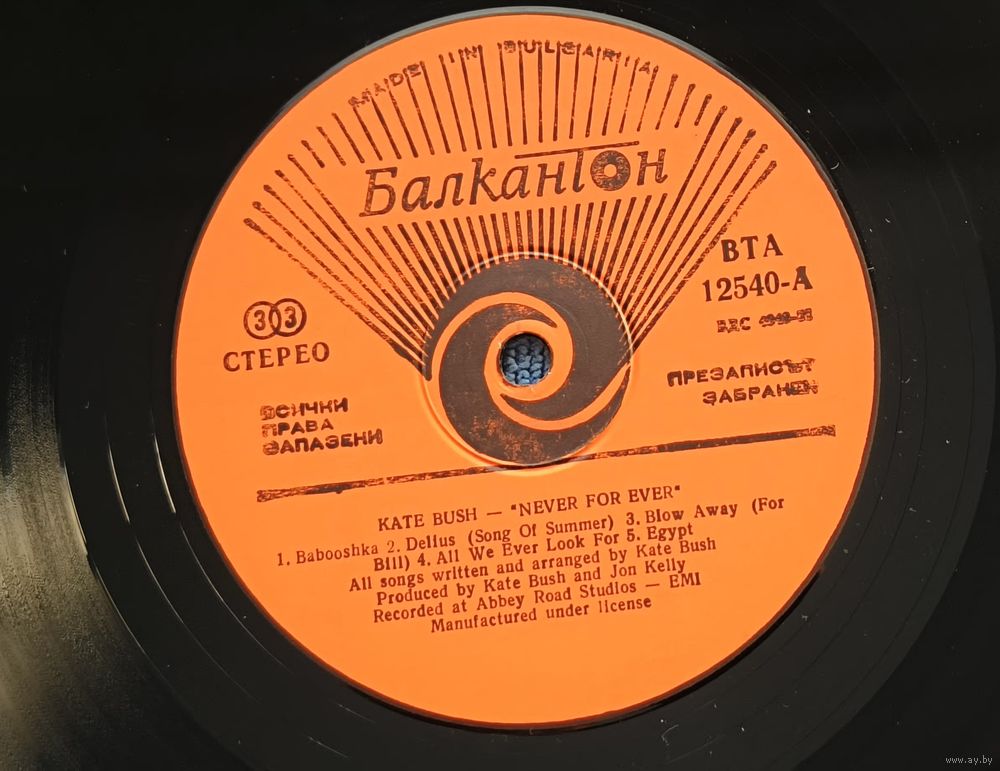 MADE IN BULGARIA
Балкантон
ВТА
12540-А
33
СТЕРЕО
ВСИЧКИ
ПРАВА
ЗАПАЗЕНИ
ПРЕЗАПИСЪТ
ЗАБРАНЕН
KATE BUSH — "NEVER FOR EVER"
1. Babooshka 2. Delius (Song Of Summer) 3. Blow Away (For
Bill) 4. All We Ever Look For 5. Egypt
All songs written and arranged by Kate Bush
Produced by Kate Bush and Jon Kelly
Recorded at Abbey Road Studios — EMI
Manufactured under license
www.ay.by